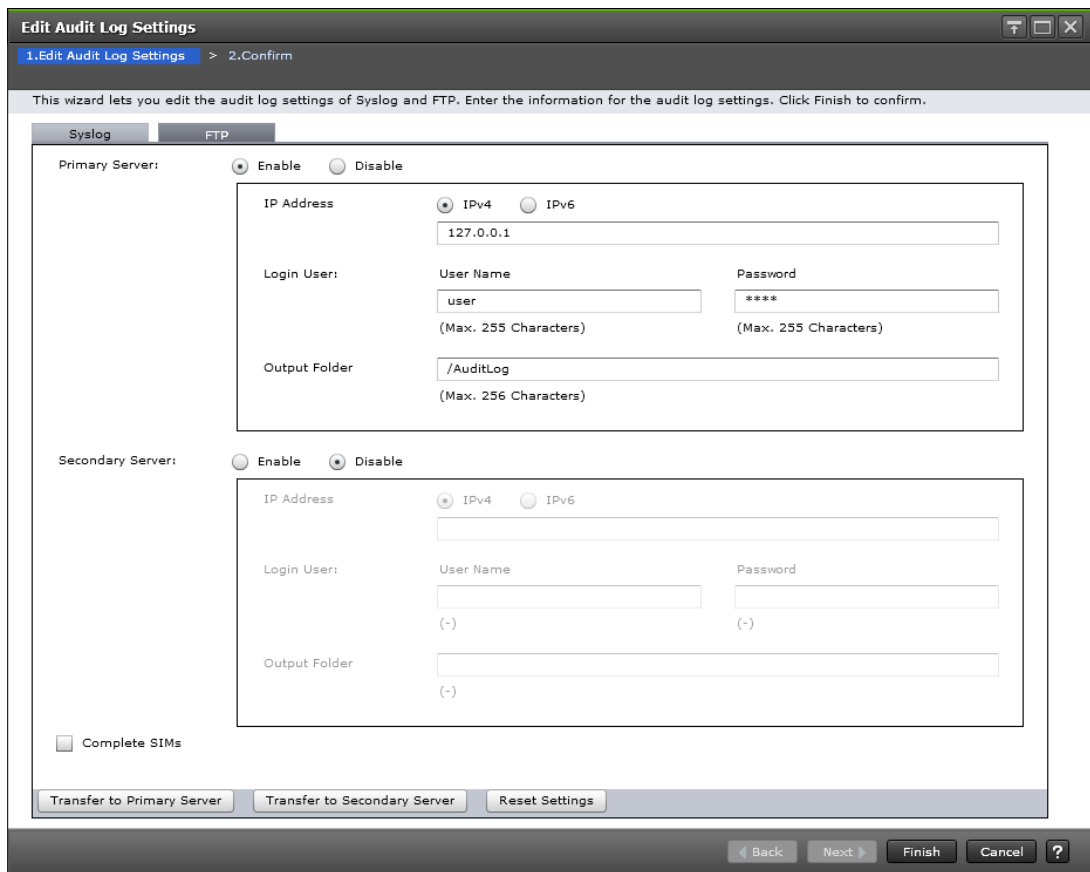 Edit Audit Log Settings
1.Edit Audit Log Settings > 2.Confirm
This wizard lets you edit the audit log settings of Syslog and FTP. Enter the information for the audit log settings. Click Finish to confirm.
Syslog FTP
Primary Server: Enable Disable
IP Address IPv4 IPv6
127.0.0.1
Login User: User Name Password
user ****
(Max. 255 Characters) (Max. 255 Characters)
Output Folder /AuditLog
(Max. 256 Characters)
Secondary Server: Enable Disable
IP Address IPv4 IPv6
Login User: User Name Password
(-) (-)
Output Folder
(-)
Complete SIMs
Transfer to Primary Server Transfer to Secondary Server Reset Settings
Back Next Finish Cancel ?